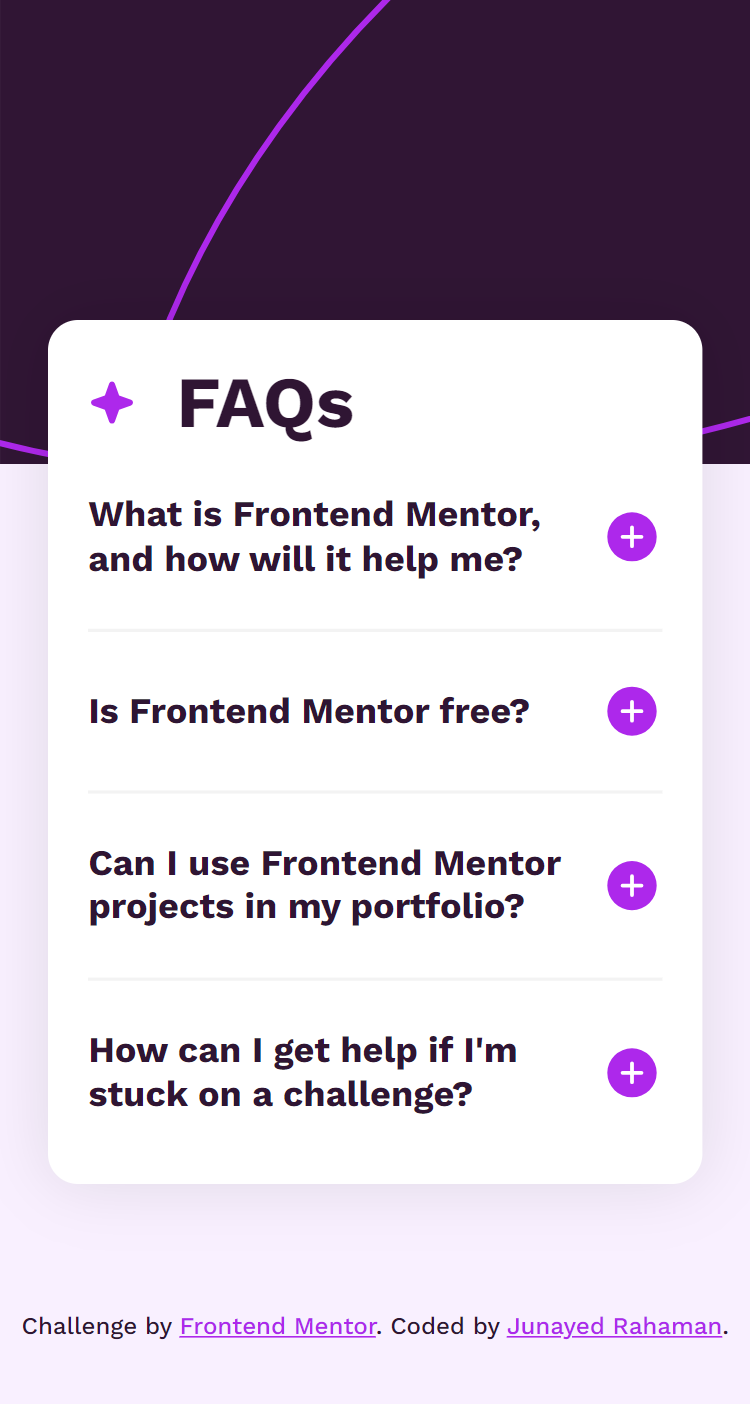 FAQs
What is Frontend Mentor,
and how will it help me?
Is Frontend Mentor free?
Can I use Frontend Mentor
projects in my portfolio?
How can I get help if I'm
stuck on a challenge?
Challenge by Frontend Mentor. Coded by Junayed Rahaman.